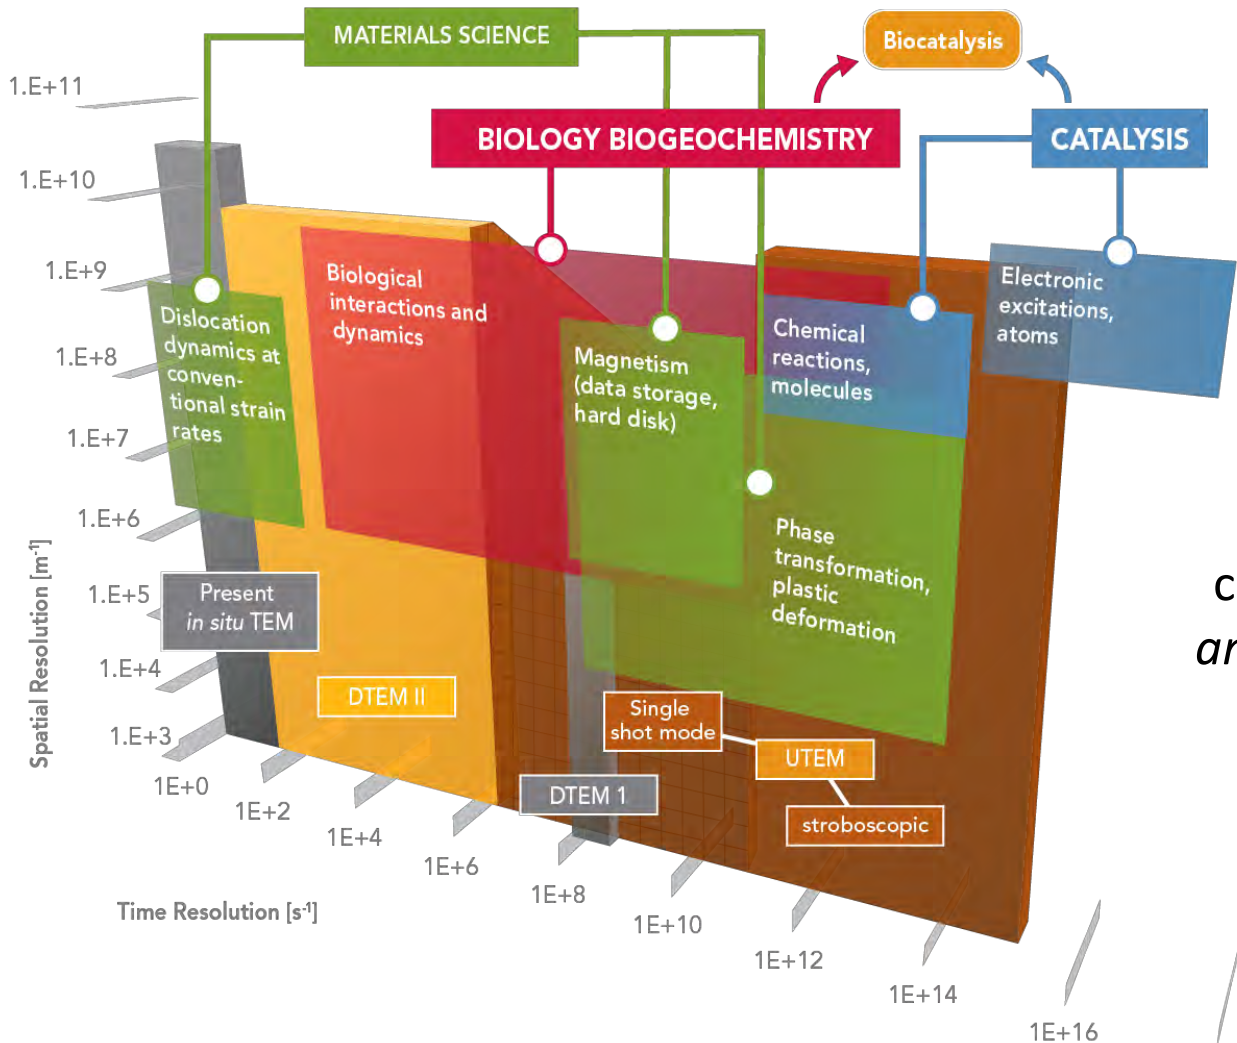 MATERIALS SCIENCE
Biocatalysis
BIOLOGY BIOGEOCHEMISTRY
CATALYSIS
1.E+11
1.E+10
1.E+9
1.E+8
1.E+7
1.E+6
1.E+5
1.E+4
1.E+3
Spatial Resolution [m⁻¹]
Dislocation
dynamics at
conven-
tional strain
rates
Biological
interactions and
dynamics
Magnetism
(data storage,
hard disk)
Chemical
reactions,
molecules
Electronic
excitations,
atoms
Phase
transformation,
plastic
deformation
Present
in situ TEM
DTEM II
Single
shot mode
UTEM
DTEM 1
stroboscopic
1E+0
1E+2
1E+4
1E+6
1E+8
1E+10
1E+12
1E+14
1E+16
Time Resolution [s⁻¹]
c
ar